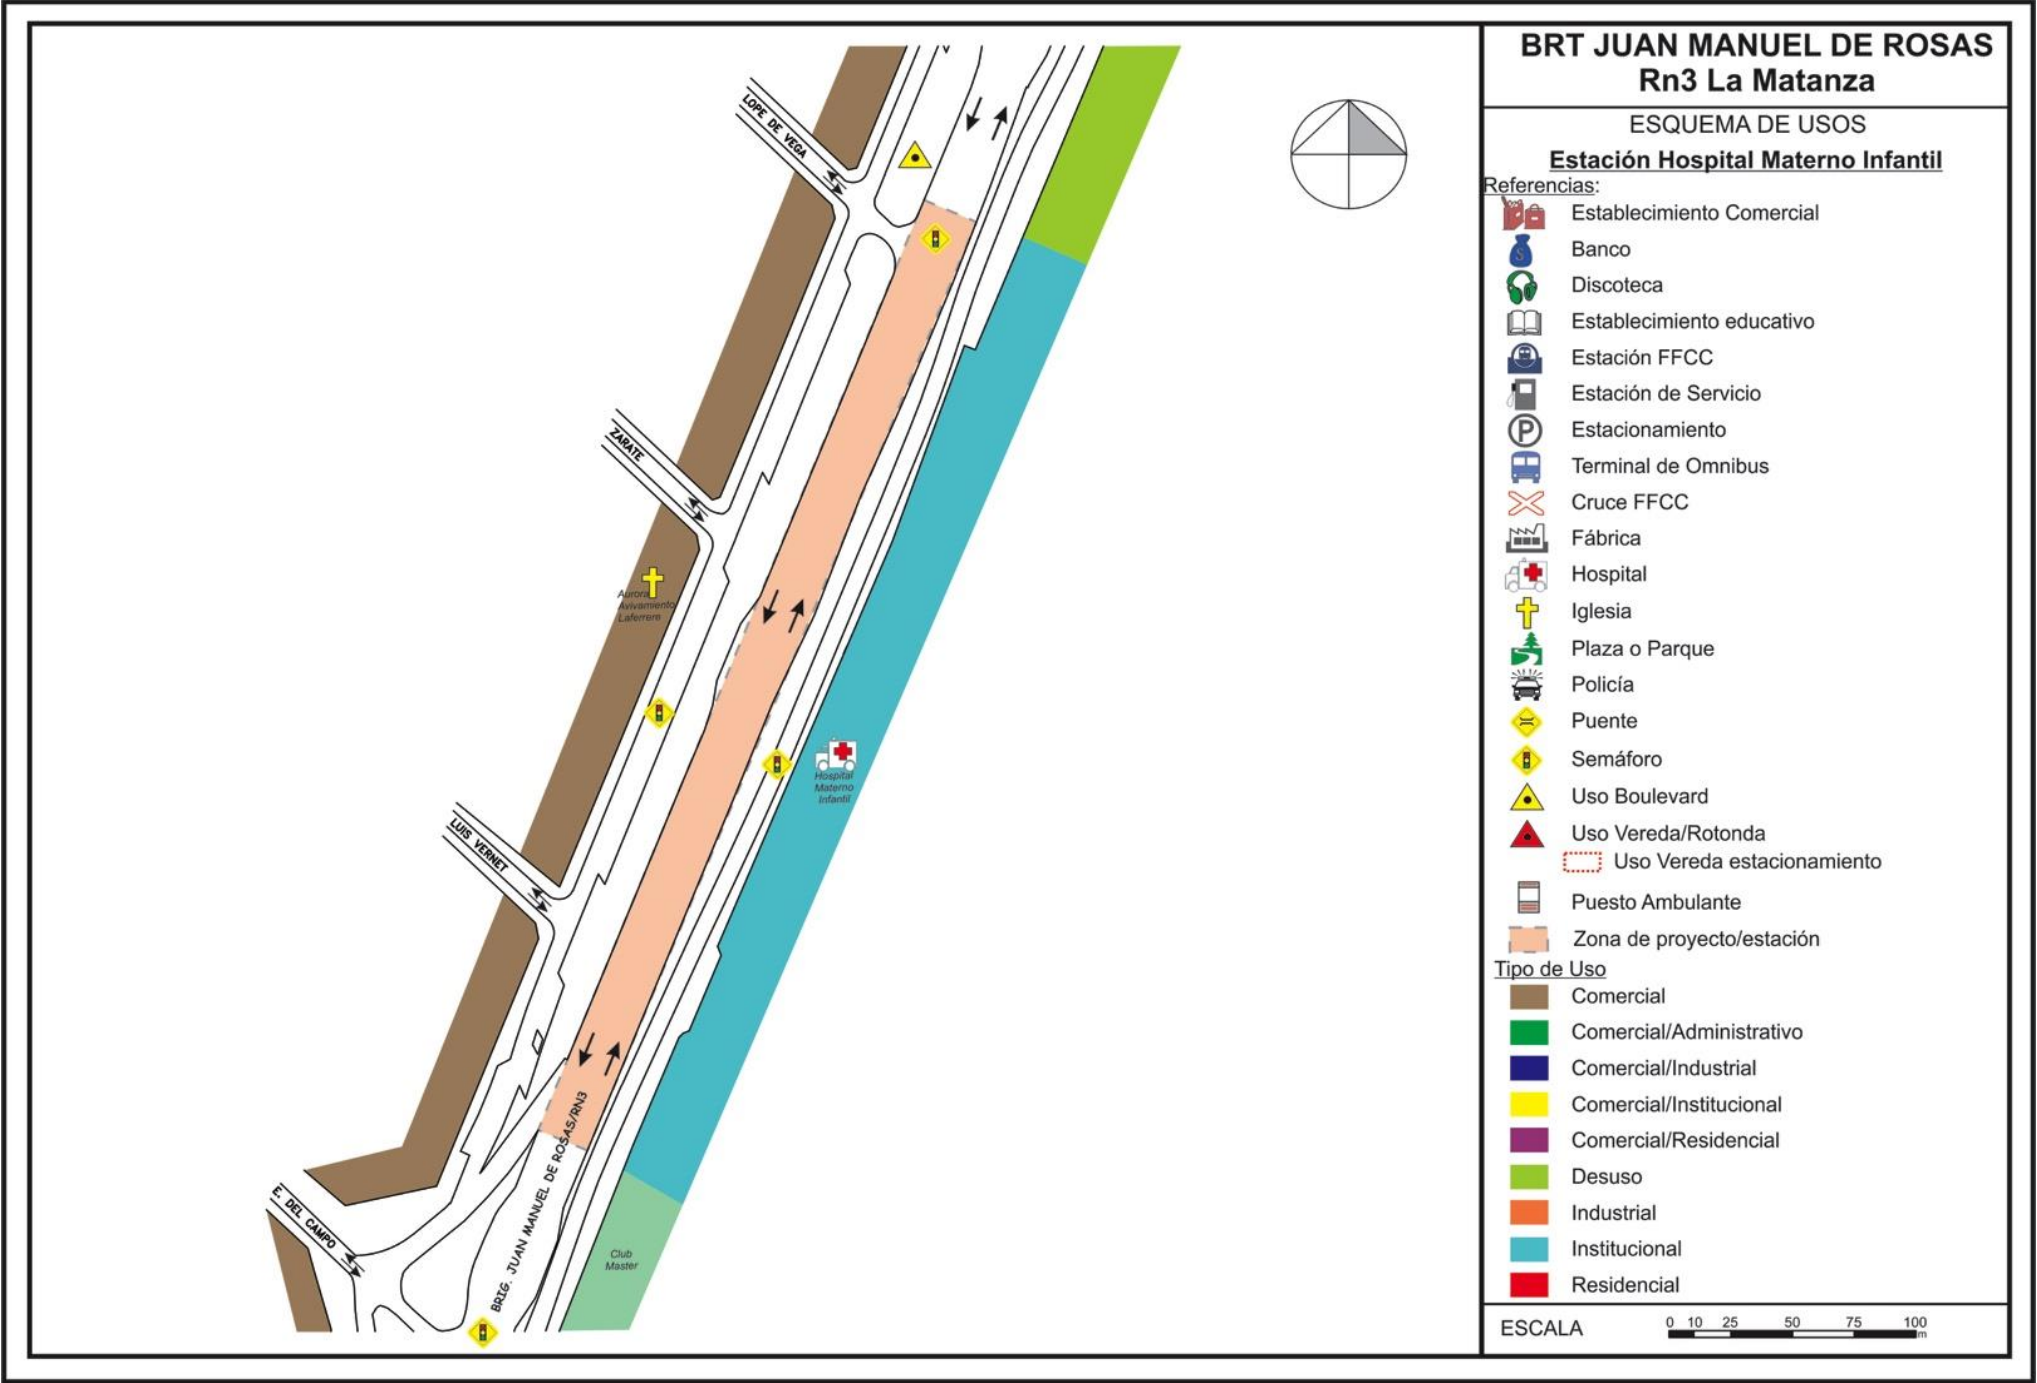 BRT JUAN MANUEL DE ROSAS
Rn3 La Matanza
ESQUEMA DE USOS
Estación Hospital Materno Infantil
Referencias:
Establecimiento Comercial
Banco
Discoteca
Establecimiento educativo
Estación FFCC
Estación de Servicio
P
Estacionamiento
Terminal de Omnibus
Cruce FFCC
Fábrica
Hospital
Iglesia
Plaza o Parque
Policía
Puente
Semáforo
Uso Boulevard
Uso Vereda/Rotonda
Uso Vereda estacionamiento
Puesto Ambulante
Zona de proyecto/estación
Tipo de Uso
Comercial
Comercial/Administrativo
Comercial/Industrial
Comercial/Institucional
Comercial/Residencial
Desuso
Industrial
Institucional
Residencial
ESCALA
0 10 25 50 75 100
m
LOPE DE VEGA
ZARATE
Aurora
Avivamiento
Laferrere
Hospital
Materno
Infantil
LUIS VERNET
E. DEL CAMPO
BRIG. JUAN MANUEL DE ROSAS/RN3
Club
Master